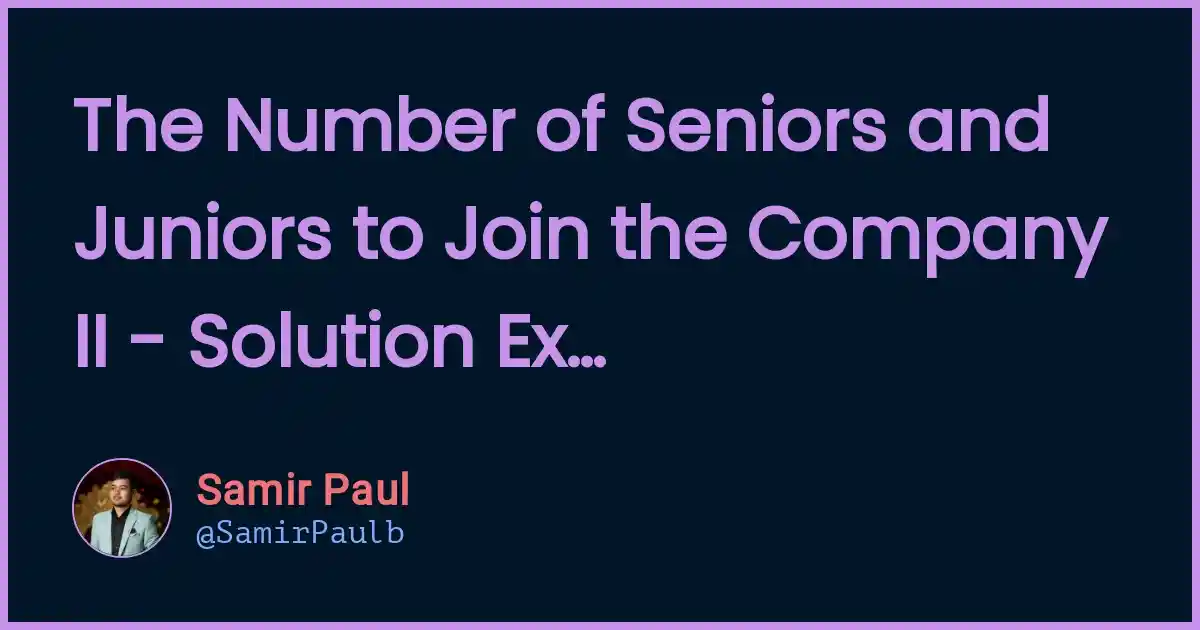 The Number of Seniors and
Juniors to Join the Company
II - Solution Ex...
Samir Paul
@SamirPaulb